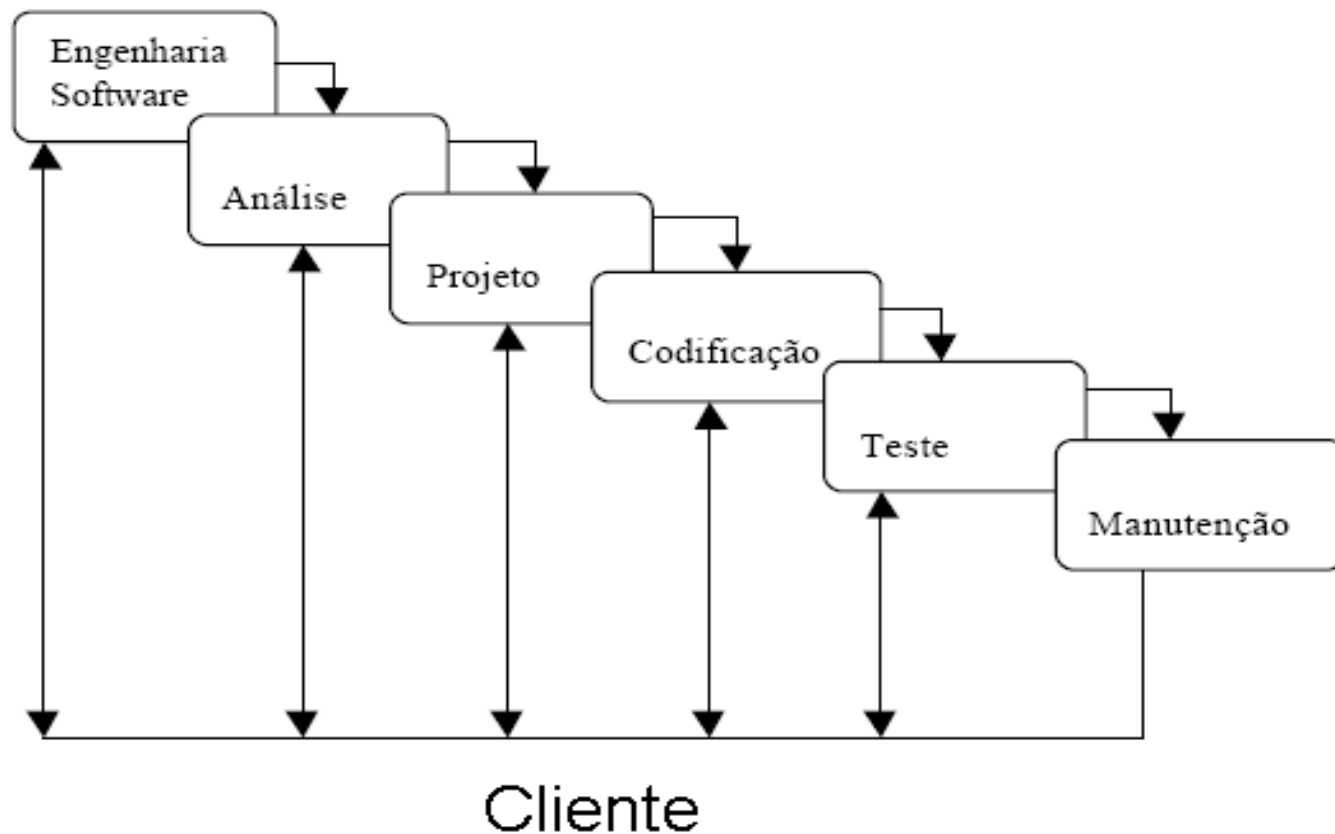 Engenharia
Software
Análise
Projeto
Codificação
Teste
Manutenção
Cliente